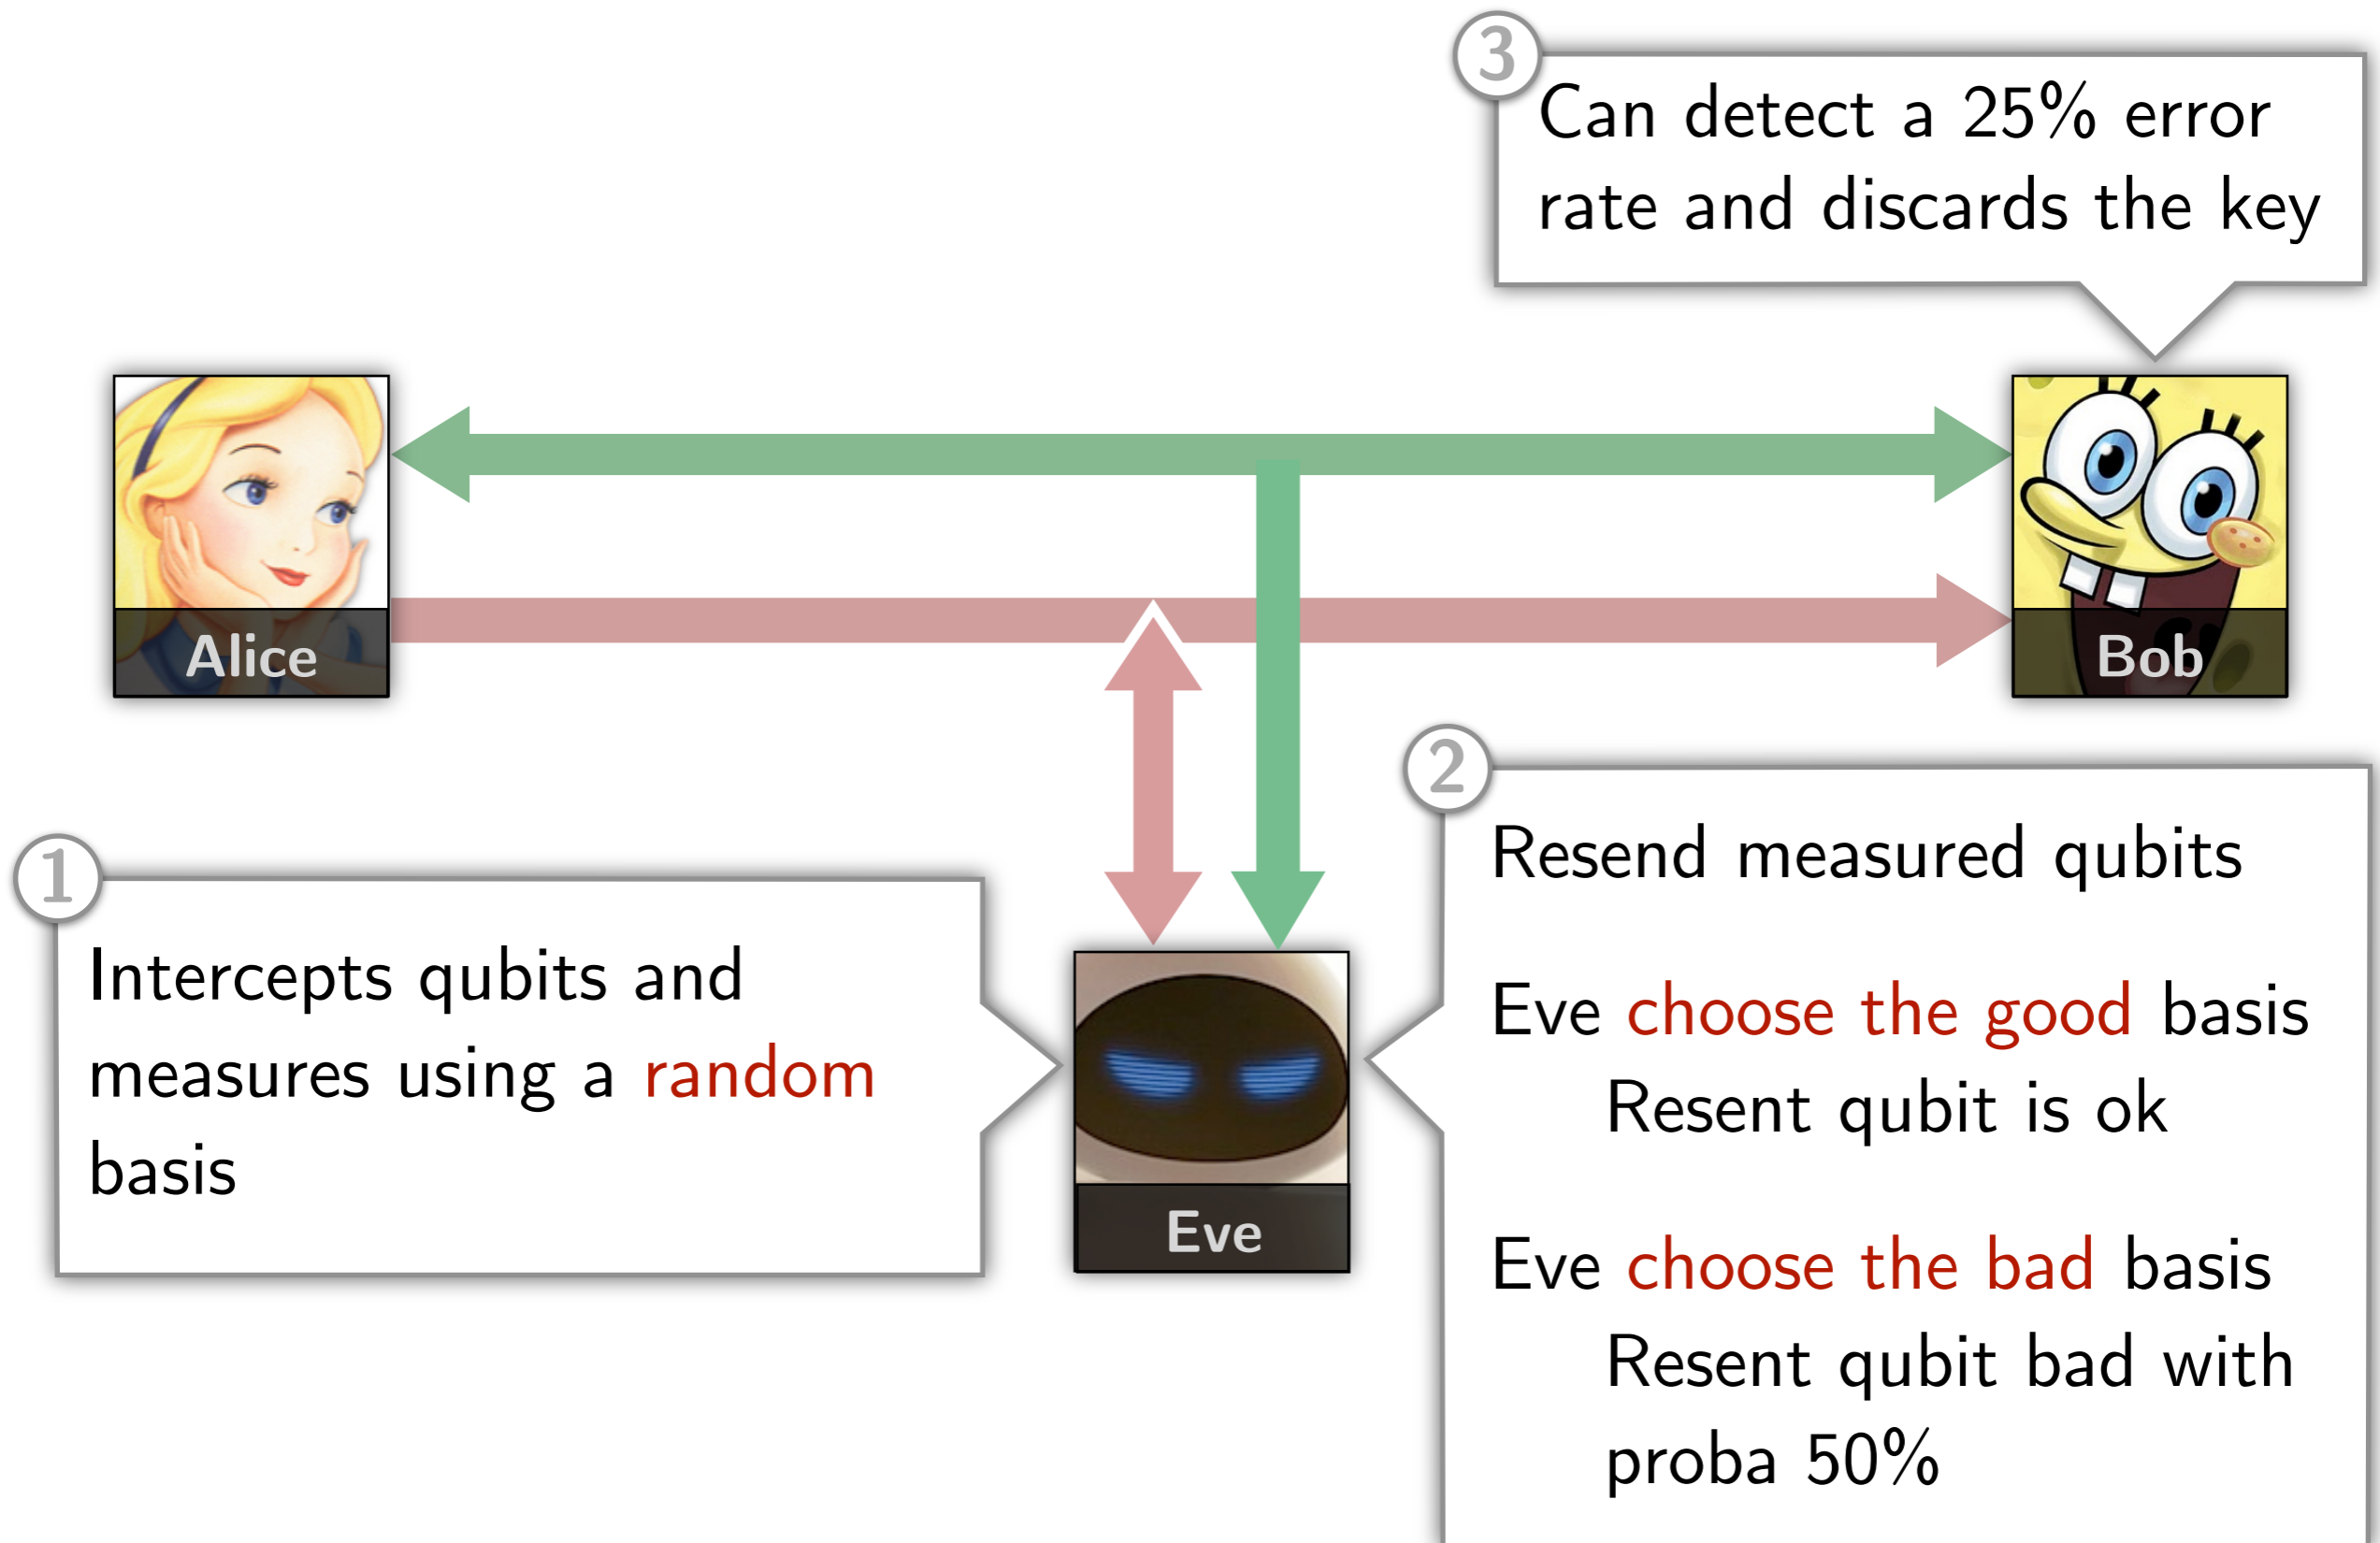 3
Can detect a 25% error
rate and discards the key
Alice
Bob
1
Intercepts qubits and
measures using a random
basis
Eve
2
Resend measured qubits
Eve choose the good basis
Resent qubit is ok
Eve choose the bad basis
Resent qubit bad with
proba 50%